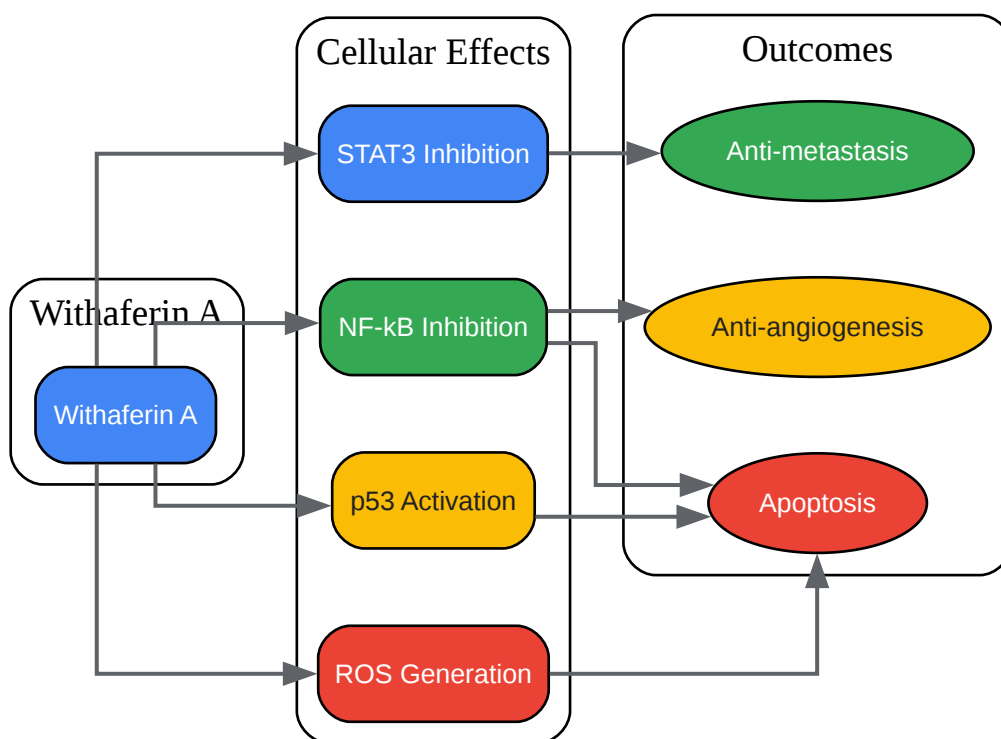 Withaferin A
Withaferin A
Cellular Effects
STAT3 Inhibition
NF-kB Inhibition
p53 Activation
ROS Generation
Outcomes
Anti-metastasis
Anti-angiogenesis
Apoptosis